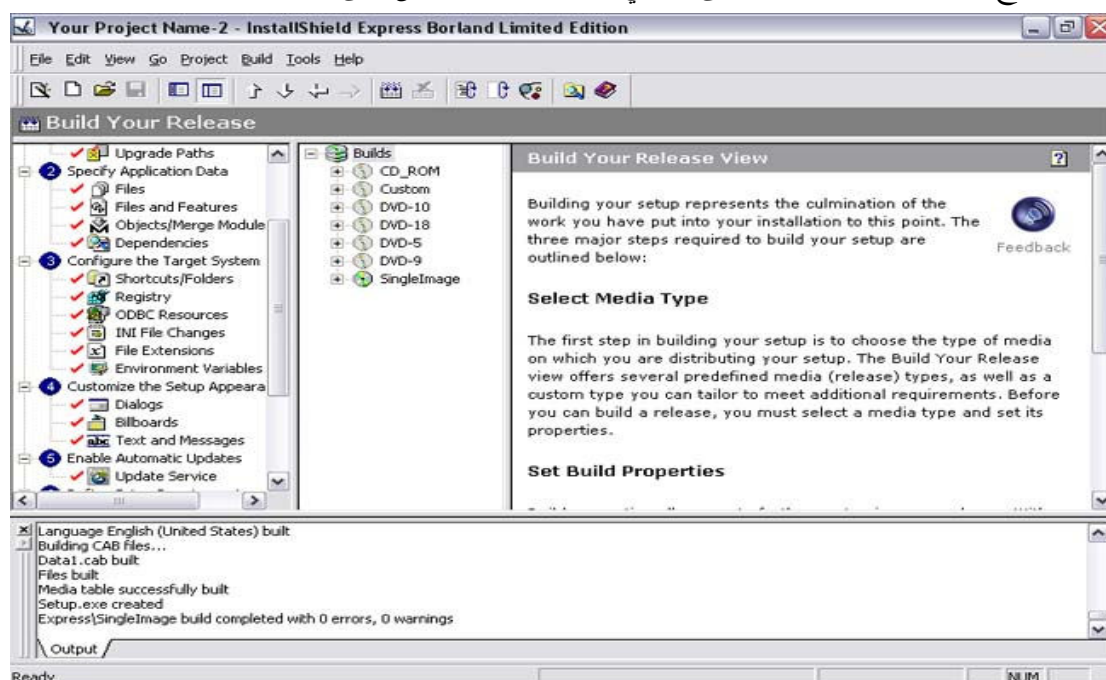 Your Project Name-2 - InstallShield Express Borland Limited Edition
File Edit View Go Project Build Tools Help
Build Your Release
Upgrade Paths
2 Specify Application Data
Files
Files and Features
Objects/Merge Module
Dependencies
3 Configure the Target System
Shortcuts/Folders
Registry
ODBC Resources
INI File Changes
File Extensions
Environment Variables
4 Customize the Setup Appeara
Dialogs
Billboards
abc Text and Messages
5 Enable Automatic Updates
Update Service
Builds
CD_ROM
Custom
DVD-10
DVD-18
DVD-5
DVD-9
SingleImage
Build Your Release View
Building your setup represents the culmination of the
work you have put into your installation to this point. The
three major steps required to build your setup are
outlined below:
Feedback
Select Media Type
The first step in building your setup is to choose the type of media
on which you are distributing your setup. The Build Your Release
view offers several predefined media (release) types, as well as a
custom type you can tailor to meet additional requirements. Before
you can build a release, you must select a media type and set its
properties.
Set Build Properties
Language English (United States) built
Building CAB files...
Data1.cab built
Files built
Media table successfully built
Setup.exe created
Express\SingleImage build completed with 0 errors, 0 warnings
Output
Ready
NUM